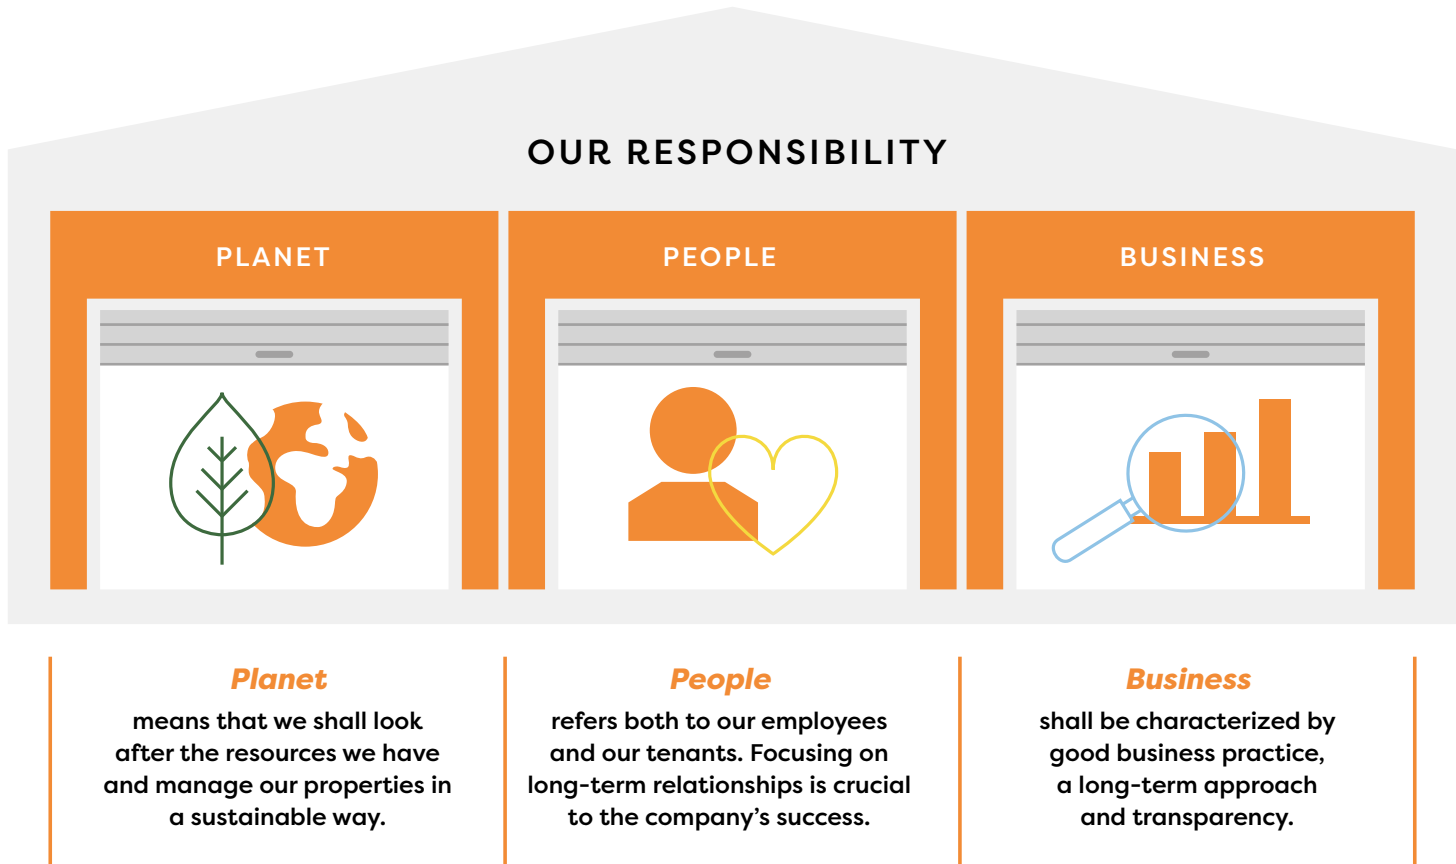 OUR RESPONSIBILITY
PLANET
PEOPLE
BUSINESS
Planet
means that we shall look
after the resources we have
and manage our properties in
a sustainable way.
People
refers both to our employees
and our tenants. Focusing on
long-term relationships is crucial
to the company’s success.
Business
shall be characterized by
good business practice,
a long-term approach
and transparency.